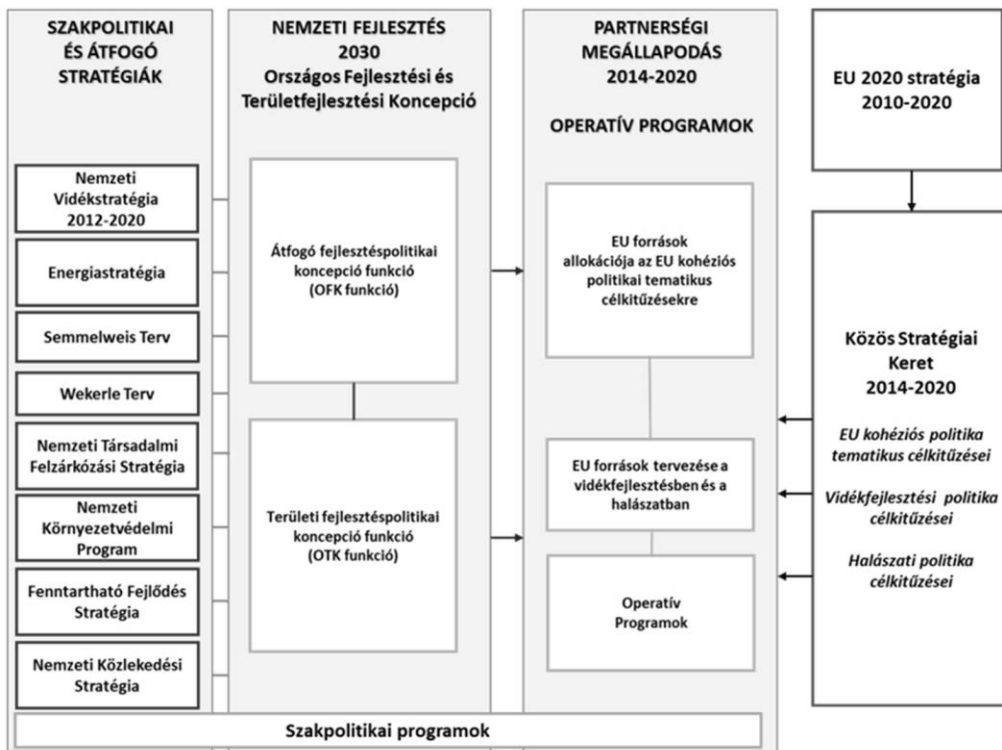 SZAKPOLITIKAI
ÉS ÁTFOGÓ
STRATÉGIÁK
Nemzeti
Vidékstratégia
2012-2020
Energiastratégia
Semmelweis Terv
Wekerle Terv
Nemzeti Társadalmi
Felzárkózási Stratégia
Nemzeti
Környezetvédelmi
Program
Fenntartható Fejlődés
Stratégia
Nemzeti Közlekedési
Stratégia
NEMZETI FEJLESZTÉS
2030
Országos Fejlesztési és
Területfejlesztési Koncepció
Átfogó fejlesztéspolitikai
koncepció funkció
(OFK funkció)
Területi fejlesztéspolitikai
koncepció funkció
(OTK funkció)
PARTNERSÉGI
MEGÁLLAPODÁS
2014-2020
OPERATÍV PROGRAMOK
EU források
allokációja az EU kohéziós
politikai tematikus
célkitűzésekre
EU források tervezése a
vidékfejlesztésben és a
halászatban
Operatív
Programok
Szakpolitikai programok
EU 2020 stratégia
2010-2020
Közös Stratégiai
Keret
2014-2020
EU kohéziós politika
tematikus célkitűzései
Vidékfejlesztési politika
célkitűzései
Halászati politika
célkitűzései